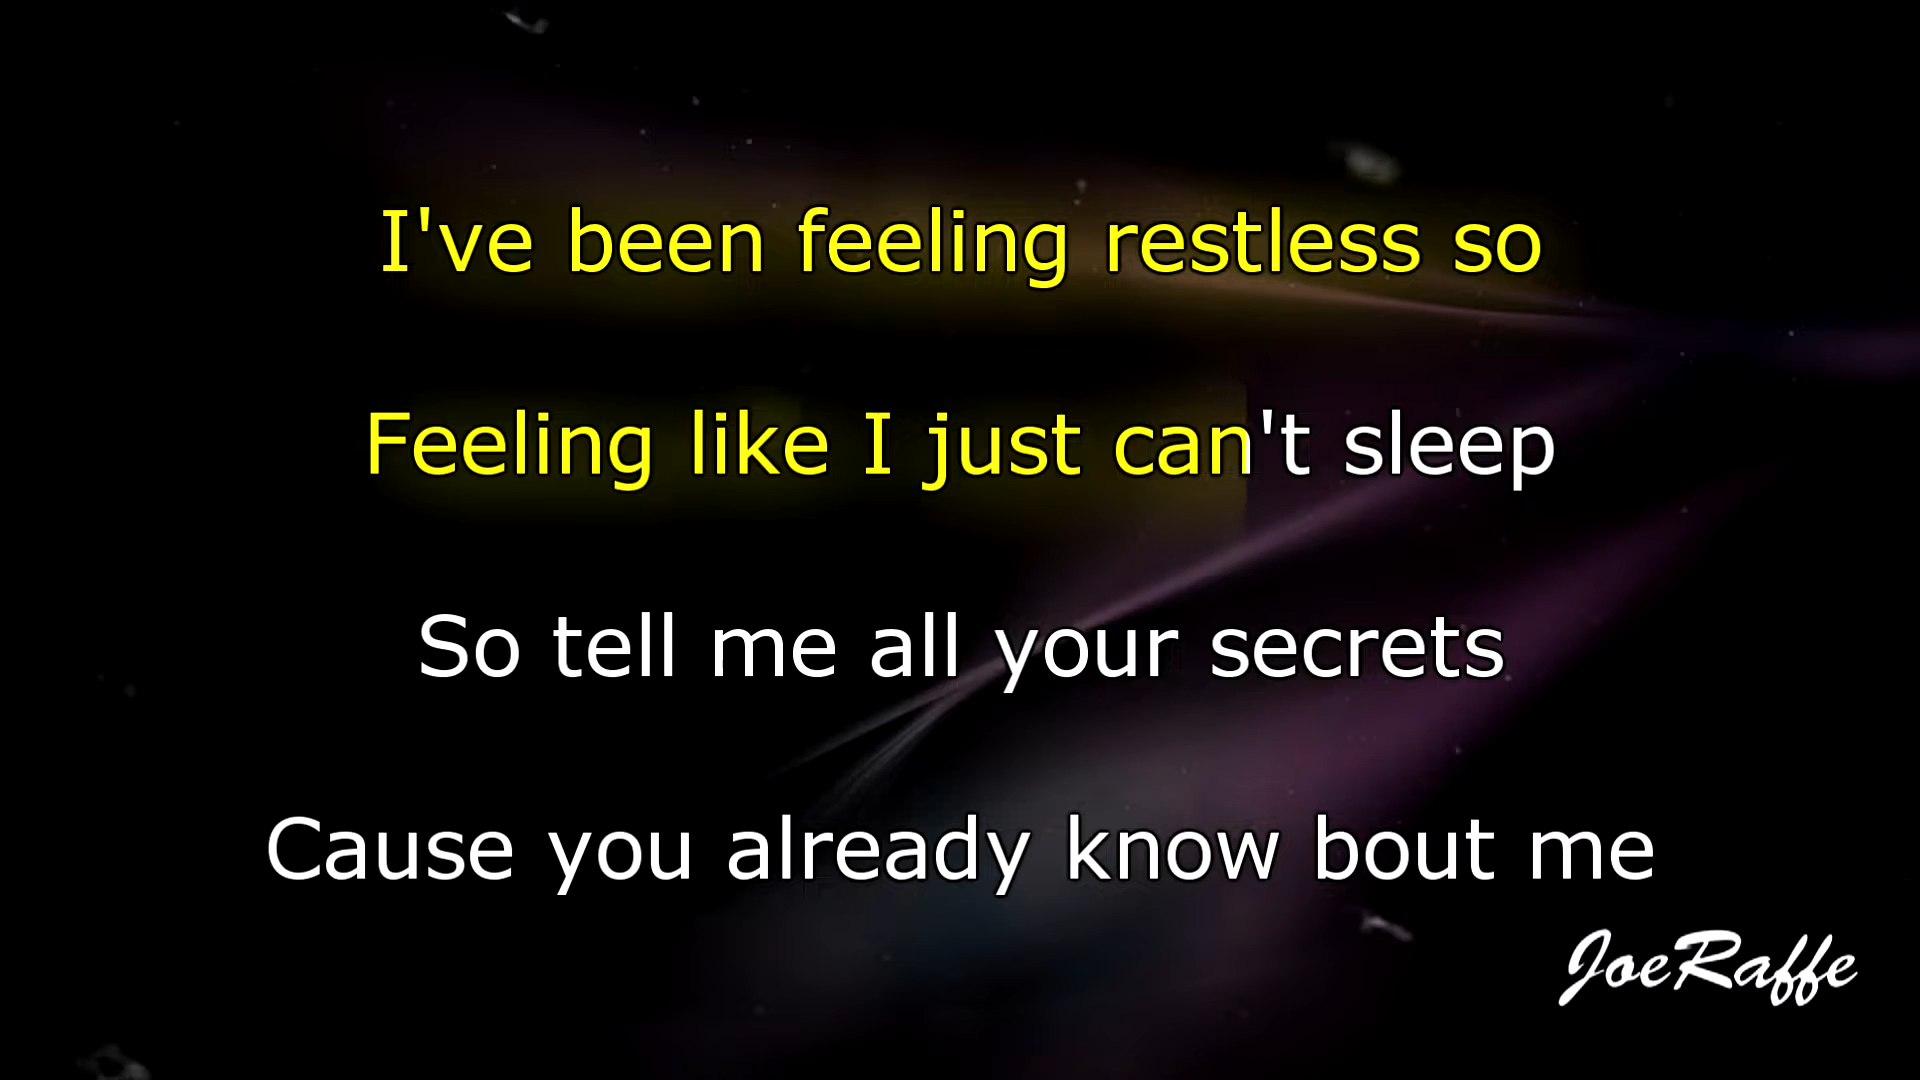 I've been feeling restless so
Feeling like I just can't sleep
So tell me all your secrets
Cause you already know bout me
JoeRaffe